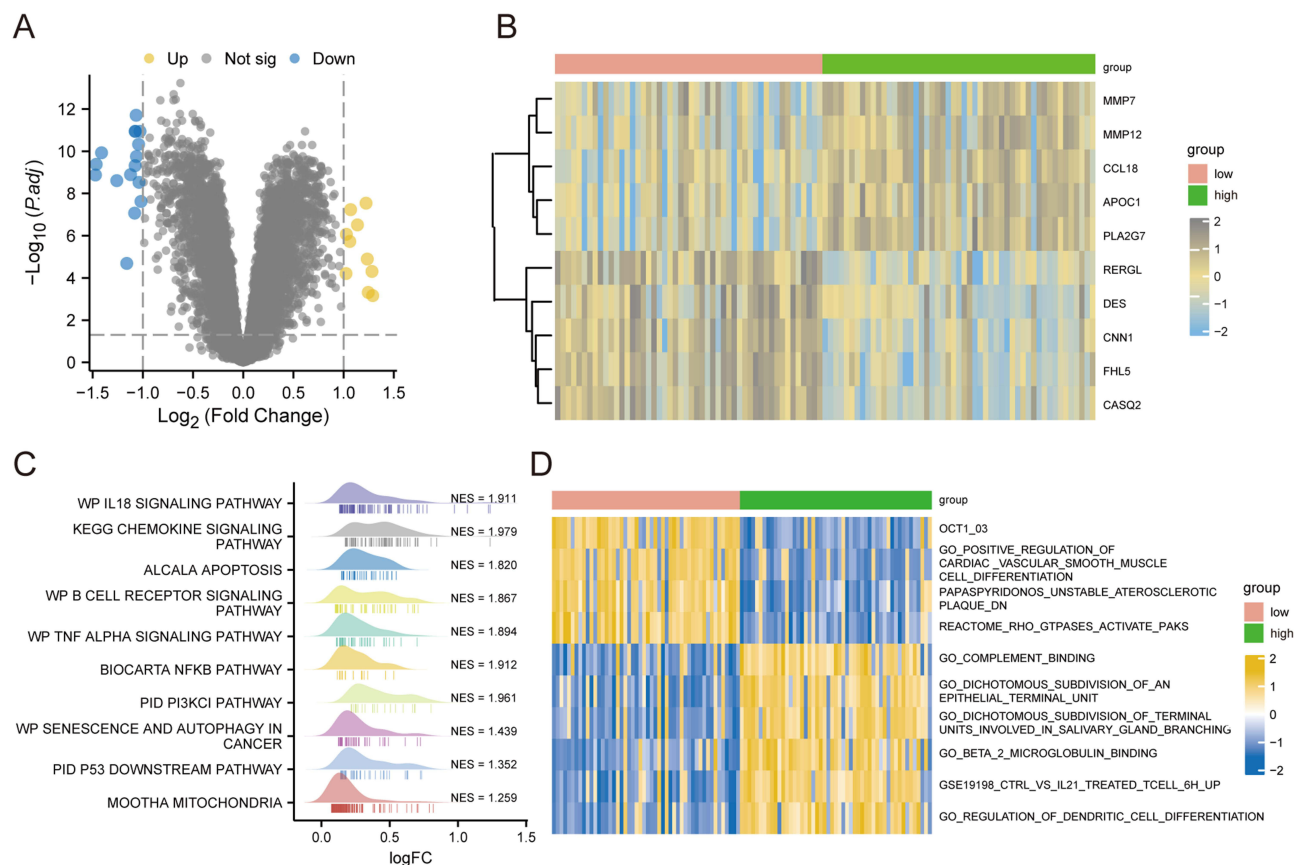 A
Up Not sig Down
−Log10 (P.adj)
12
10
8
6
4
2
0
−1.5 −1.0 −0.5 0.0 0.5 1.0 1.5
Log2 (Fold Change)
B
group
MMP7
MMP12
CCL18
APOC1
PLA2G7
RERGL
DES
CNN1
FHL5
CASQ2
group
low
high
2
1
0
−1
−2
C
WP IL18 SIGNALING PATHWAY NES = 1.911
KEGG CHEMOKINE SIGNALING
PATHWAY NES = 1.979
ALCALA APOPTOSIS NES = 1.820
WP B CELL RECEPTOR SIGNALING
PATHWAY NES = 1.867
WP TNF ALPHA SIGNALING PATHWAY NES = 1.894
BIOCARTA NFKB PATHWAY NES = 1.912
PID PI3KCI PATHWAY NES = 1.961
WP SENESCENCE AND AUTOPHAGY IN
CANCER NES = 1.439
PID P53 DOWNSTREAM PATHWAY NES = 1.352
MOOTHA MITOCHONDRIA NES = 1.259
0.0 0.5 1.0 1.5
logFC
D
group
OCT1_03
GO_POSITIVE_REGULATION_OF
CARDIAC _VASCULAR_SMOOTH_MUSCLE
CELL_DIFFERENTIATION
PAPASPYRIDONOS_UNSTABLE_ATEROSCLEROTIC
PLAQUE_DN
REACTOME_RHO_GTPASES_ACTIVATE_PAKS
GO_COMPLEMENT_BINDING
GO_DICHOTOMOUS_SUBDIVISION_OF_AN
EPITHELIAL_TERMINAL_UNIT
GO_DICHOTOMOUS_SUBDIVISION_OF_TERMINAL
UNITS_INVOLVED_IN_SALIVARY_GLAND_BRANCHING
GO_BETA_2_MICROGLOBULIN_BINDING
GSE19198_CTRL_VS_IL21_TREATED_TCELL_6H_UP
GO_REGULATION_OF_DENDRITIC_CELL_DIFFERENTIATION
group
low
high
2
1
0
−1
−2